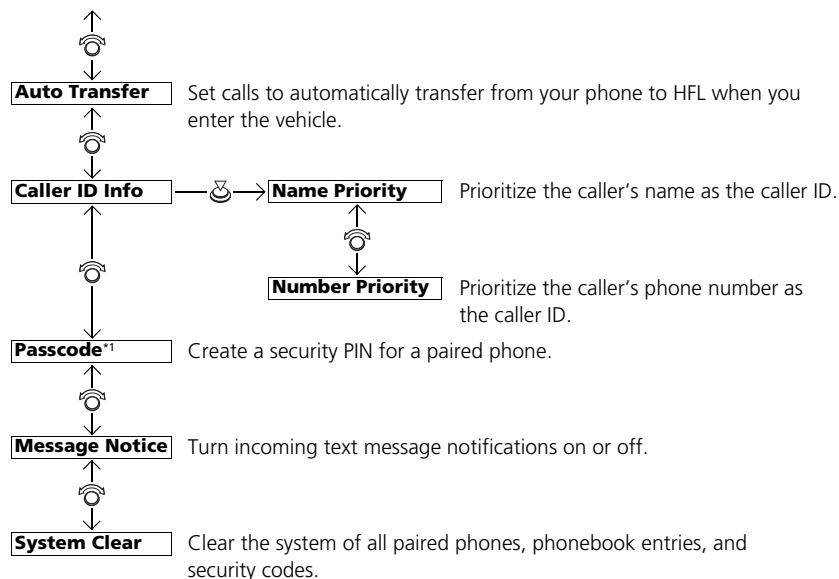 Auto Transfer Set calls to automatically transfer from your phone to HFL when you
enter the vehicle.
Caller ID Info Name Priority Prioritize the caller's name as the caller ID.
Number Priority Prioritize the caller's phone number as
the caller ID.
Passcode*1 Create a security PIN for a paired phone.
Message Notice Turn incoming text message notifications on or off.
System Clear Clear the system of all paired phones, phonebook entries, and
security codes.